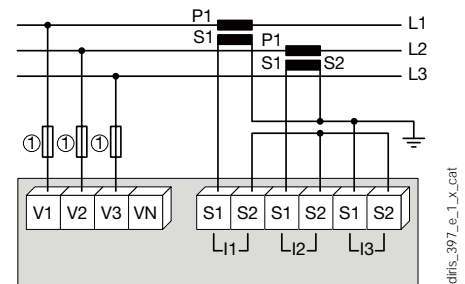 P1 L1
S1 P1 L2
S1 S2 L3
① ① ①
V1 V2 V3 VN S1 S2 S1 S2 S1 S2
I1 I2 I3
diris_397_e_1_x_cat